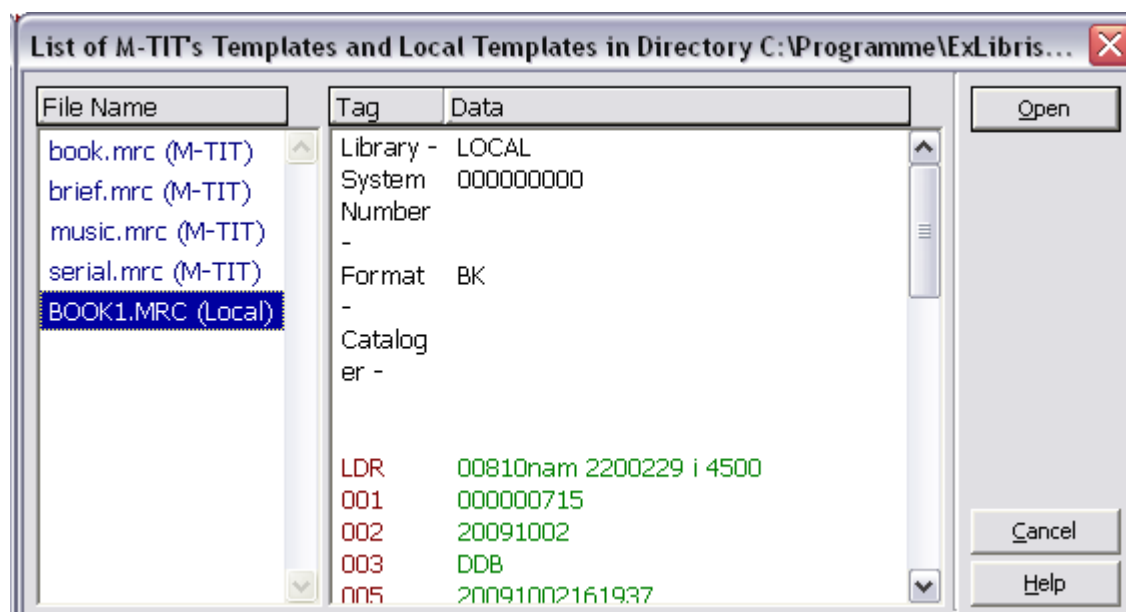 List of M-TIT's Templates and Local Templates in Directory C:\Programme\ExLibris...
File Name
book.mrc (M-TIT)
brief.mrc (M-TIT)
music.mrc (M-TIT)
serial.mrc (M-TIT)
BOOK1.MRC (Local)
Tag Data
Library - LOCAL
System 000000000
Number
-
Format BK
-
Catalog
er -
LDR 00810nam 2200229 i 4500
001 000000715
002 20091002
003 DDB
005 20091002161937
Open
Cancel
Help